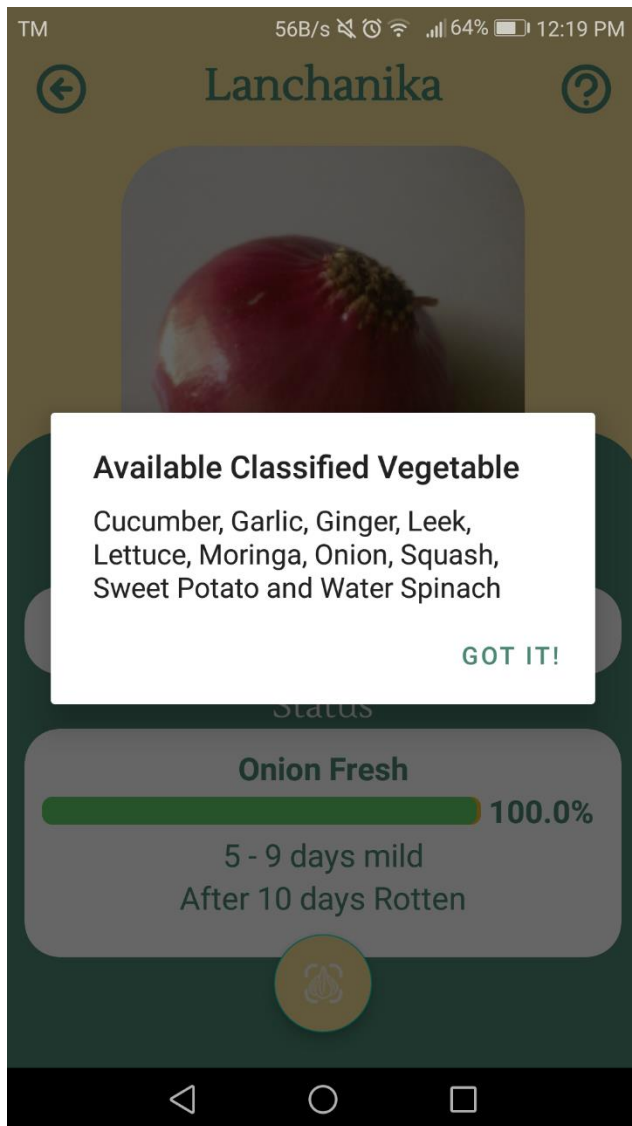 TM 56B/s 64% 12:19 PM
Lanchanika
Available Classified Vegetable
Cucumber, Garlic, Ginger, Leek,
Lettuce, Moringa, Onion, Squash,
Sweet Potato and Water Spinach
GOT IT!
Status
Onion Fresh
100.0%
5 - 9 days mild
After 10 days Rotten